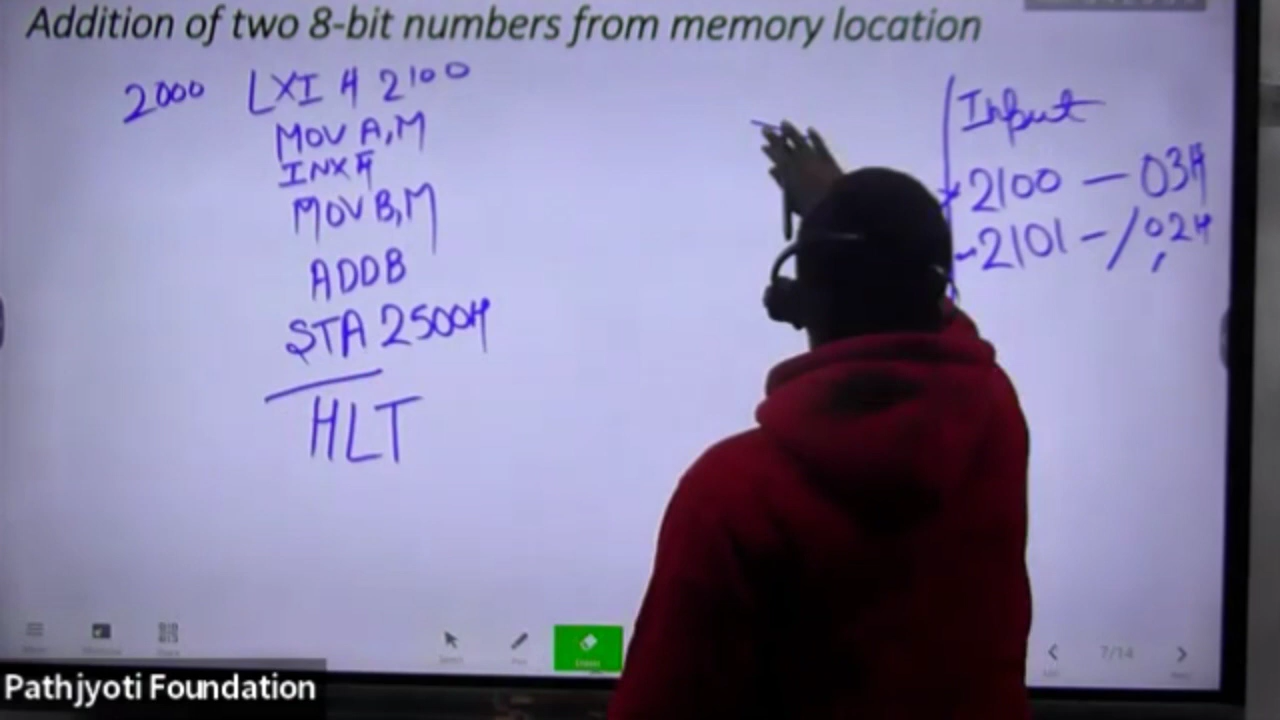 Addition of two 8-bit numbers from memory location
2000 LXI H 2100
MOV A,M
INX H
MOV B,M
ADD B
STA 2500H
HLT
Input
2100 - 03H
2101 - 02H
7/14
Pathjyoti Foundation